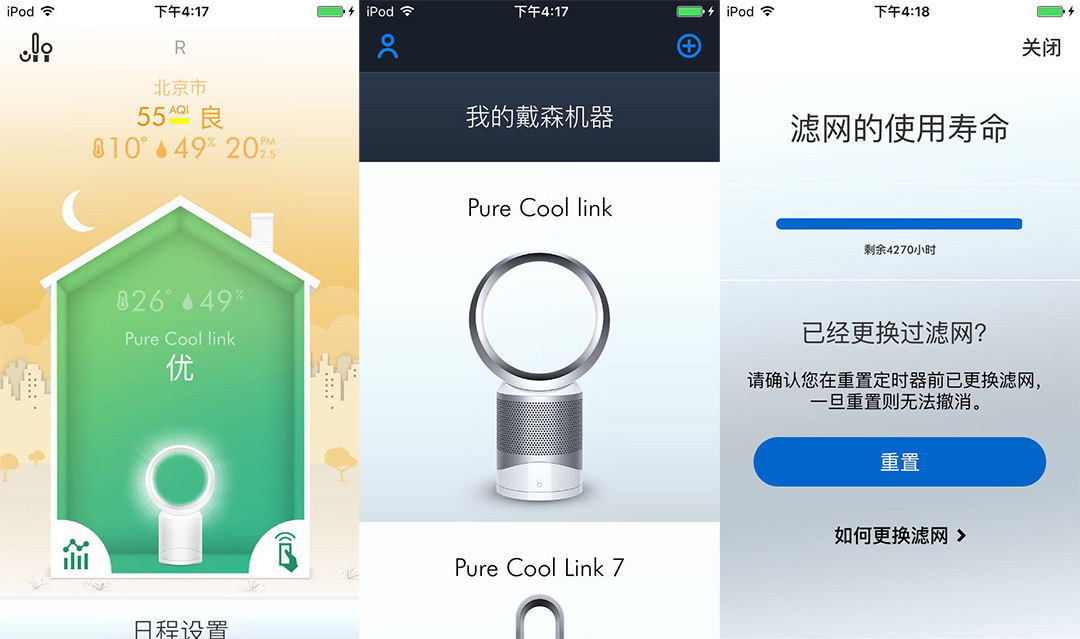 iPod
下午4:17
R
北京市
55 AQI 良
10° 49% 20 PM 2.5
26° 49%
Pure Cool link
优
日程设置
iPod
下午4:17
我的戴森机器
Pure Cool link
Pure Cool Link 7
iPod
下午4:18
关闭
滤网的使用寿命
剩余4270小时
已经更换过滤网?
请确认您在重置定时器前已更换滤网，
一旦重置则无法撤消。
重置
如何更换滤网